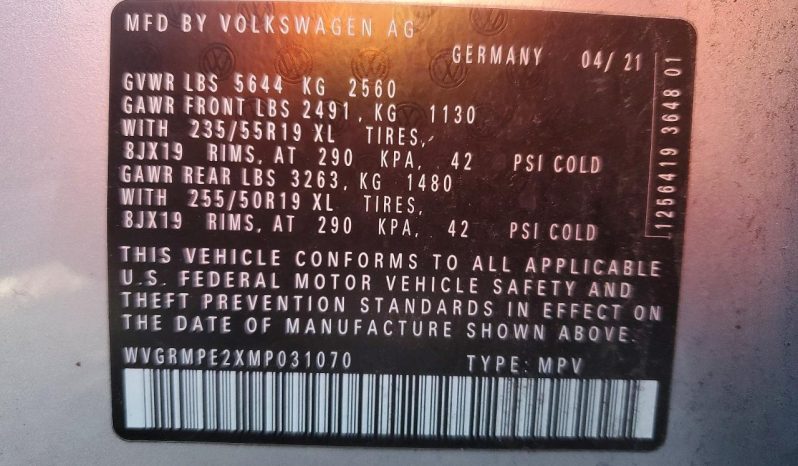 MFD BY VOLKSWAGEN AG
GERMANY 04/ 21
GVWR LBS 5644 KG 2560
GAWR FRONT LBS 2491, KG 1130
WITH 235/55R19 XL TIRES,
8JX19 RIMS, AT 290 KPA, 42 PSI COLD
GAWR REAR LBS 3263, KG 1480
WITH 255/50R19 XL TIRES,
8JX19 RIMS, AT 290 KPA, 42 PSI COLD
THIS VEHICLE CONFORMS TO ALL APPLICABLE
U.S. FEDERAL MOTOR VEHICLE SAFETY AND
THEFT PREVENTION STANDARDS IN EFFECT ON
THE DATE OF MANUFACTURE SHOWN ABOVE.
WVGRMPE2XMP031070 TYPE: MPV
1256419 3648 01